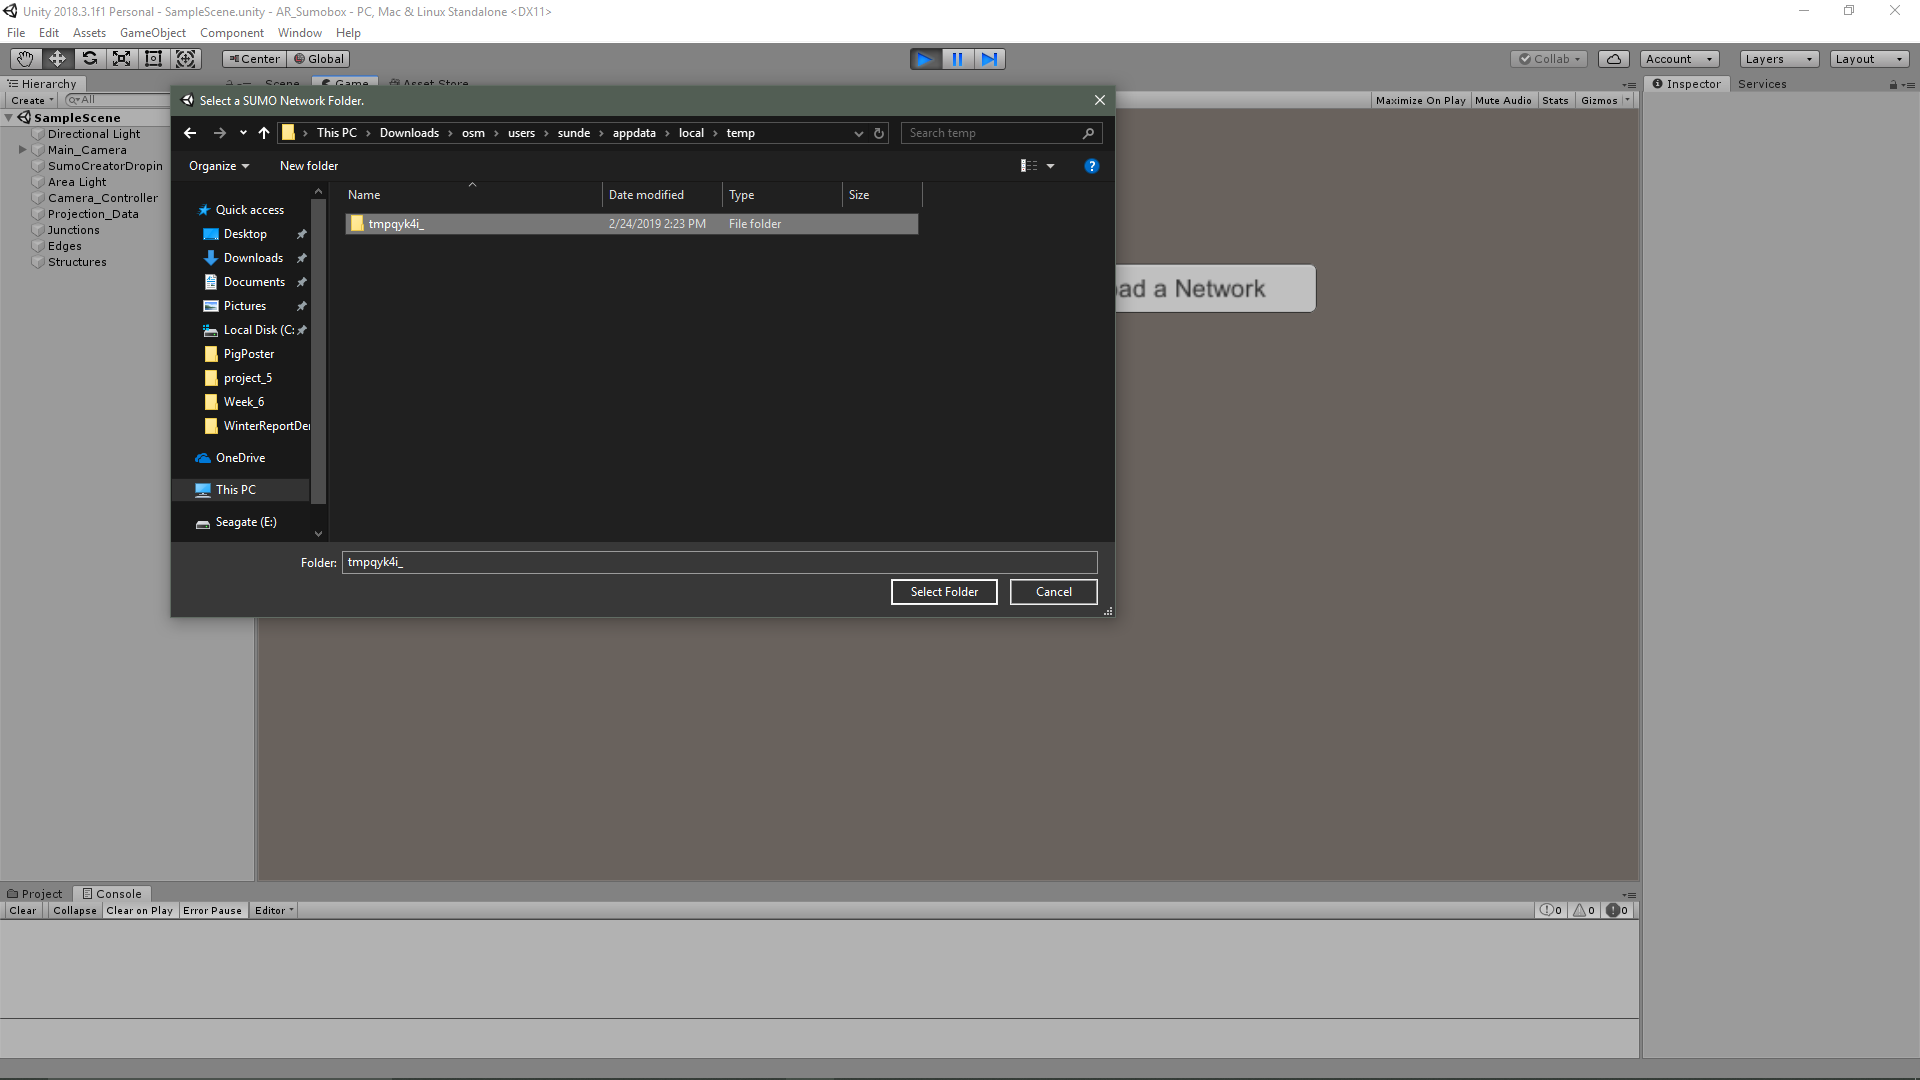 Unity 2018.3.1f1 Personal - SampleScene.unity - AR_Sumobox - PC, Mac & Linux Standalone <DX11>
File Edit Assets GameObject Component Window Help
Center Global Collab Account Layers Layout
Hierarchy Scene Game Asset Store Inspector Services
Create All Maximize On Play Mute Audio Stats Gizmos
SampleScene
Directional Light
Main_Camera
SumoCreatorDropin
Area Light
Camera_Controller
Projection_Data
Junctions
Edges
Structures
Select a SUMO Network Folder.
This PC Downloads osm users sunde appdata local temp Search temp
Organize New folder
Name Date modified Type Size
tmpqyk4i_ 2/24/2019 2:23 PM File folder
Quick access
Desktop
Downloads
Documents
Pictures
Local Disk (C:
PigPoster
project_5
Week_6
WinterReportDe
OneDrive
This PC
Seagate (E:)
Folder: tmpqyk4i_
Select Folder Cancel
ad a Network
Project Console
Clear Collapse Clear on Play Error Pause Editor 0 0 0